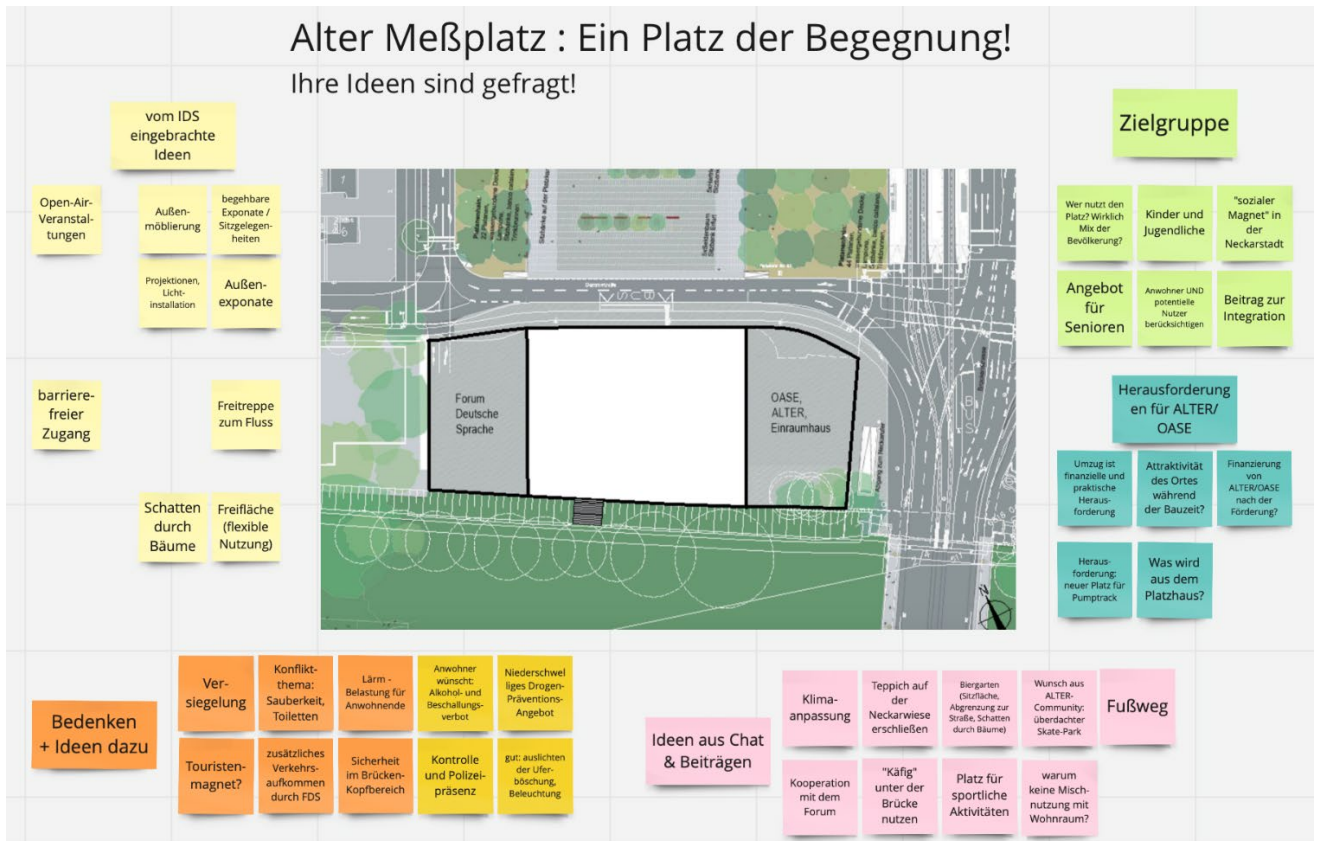 Alter Meßplatz : Ein Platz der Begegnung!
Ihre Ideen sind gefragt!
vom IDS
eingebrachte
Ideen
Open-Air-
Veranstal-
tungen
Außen-
möblierung
begehbare
Exponate /
Sitzgelegen-
heiten
Projektionen,
Licht-
installation
Außen-
exponate
barriere-
freier
Zugang
Freitreppe
zum Fluss
Schatten
durch
Bäume
Freifläche
(flexible
Nutzung)
Forum
Deutsche
Sprache
OASE,
ALTER,
Einraumhaus
BUS
BUS
N
Zielgruppe
Wer nutzt den
Platz? Wirklich
Mix der
Bevölkerung?
Kinder und
Jugendliche
"sozialer
Magnet" in
der
Neckarstadt
Angebot
für
Senioren
Anwohner UND
potentielle
Nutzer
berücksichtigen
Beitrag zur
Integration
Herausforderung
en für ALTER/
OASE
Umzug ist
finanzielle und
praktische
Heraus-
forderung
Attraktivität
des Ortes
während
der Bauzeit?
Finanzierung
von
ALTER/OASE
nach der
Förderung?
Heraus-
forderung:
neuer Platz für
Pumptrack
Was wird
aus dem
Platzhaus?
Bedenken
+ Ideen dazu
Ver-
siegelung
Konflikt-
thema:
Sauberkeit,
Toiletten
Lärm -
Belastung für
Anwohnende
Anwohner
wünscht:
Alkohol- und
Beschallungs-
verbot
Niederschwel
liges Drogen-
Präventions-
Angebot
Touristen-
magnet?
zusätzliches
Verkehrs-
aufkommen
durch FDS
Sicherheit
im Brücken-
Kopfbereich
Kontrolle
und Polizei-
präsenz
gut: auslichten
der Ufer-
böschung,
Beleuchtung
Ideen aus Chat
& Beiträgen
Klima-
anpassung
Teppich auf
der
Neckarwiese
erschließen
Biergarten
(Sitzfläche,
Abgrenzung zur
Straße, Schatten
durch Bäume)
Wunsch aus
ALTER-
Community:
überdachter
Skate-Park
Fußweg
Kooperation
mit dem
Forum
"Käfig"
unter der
Brücke
nutzen
Platz für
sportliche
Aktivitäten
warum
keine Misch-
nutzung mit
Wohnraum?